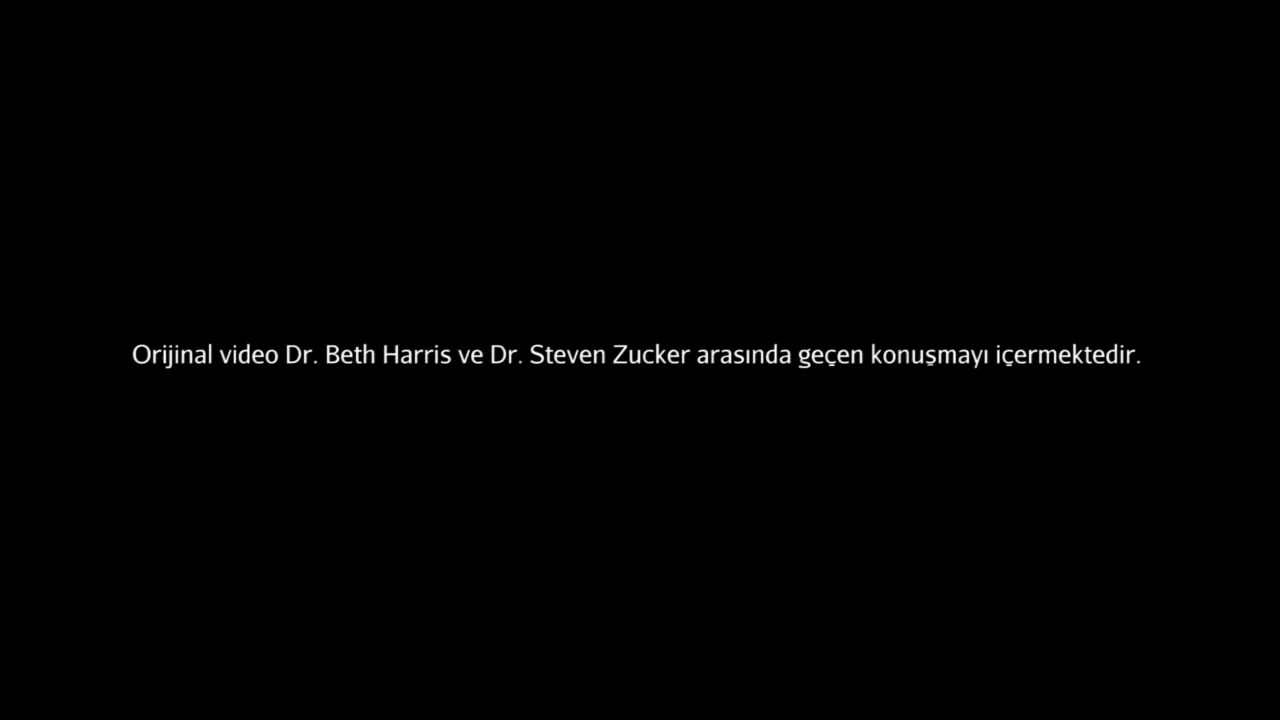 Orijinal video Dr. Beth Harris ve Dr. Steven Zucker arasında geçen konuşmayı içermektedir.